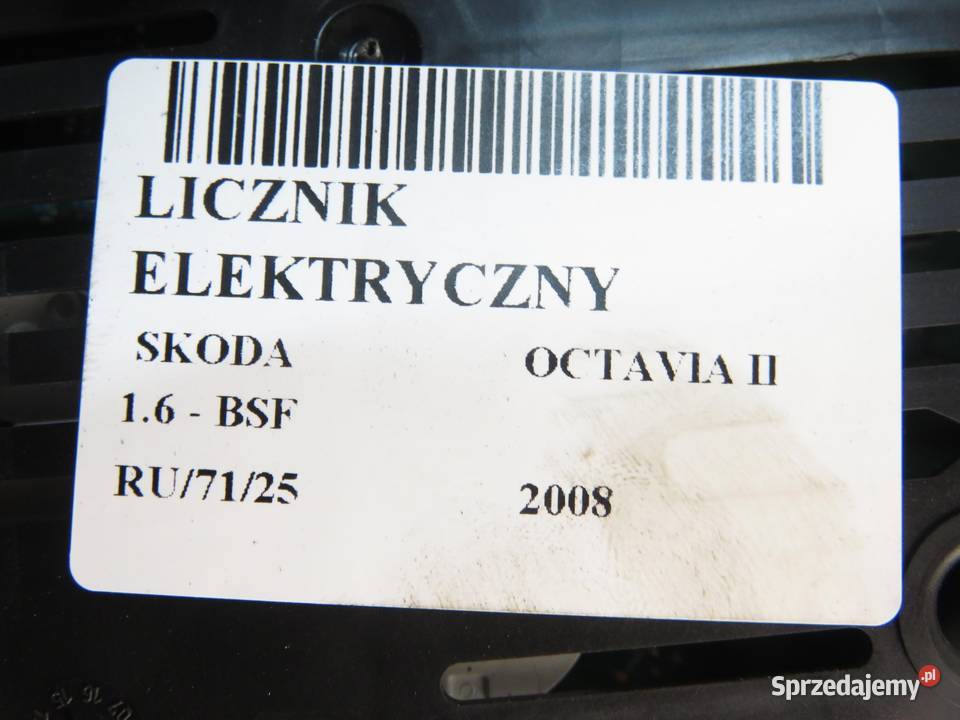 LICZNIK
ELEKTRYCZNY
SKODA OCTAVIA II
1.6 - BSF
RU/71/25 2008
Sprzedajemy.pl